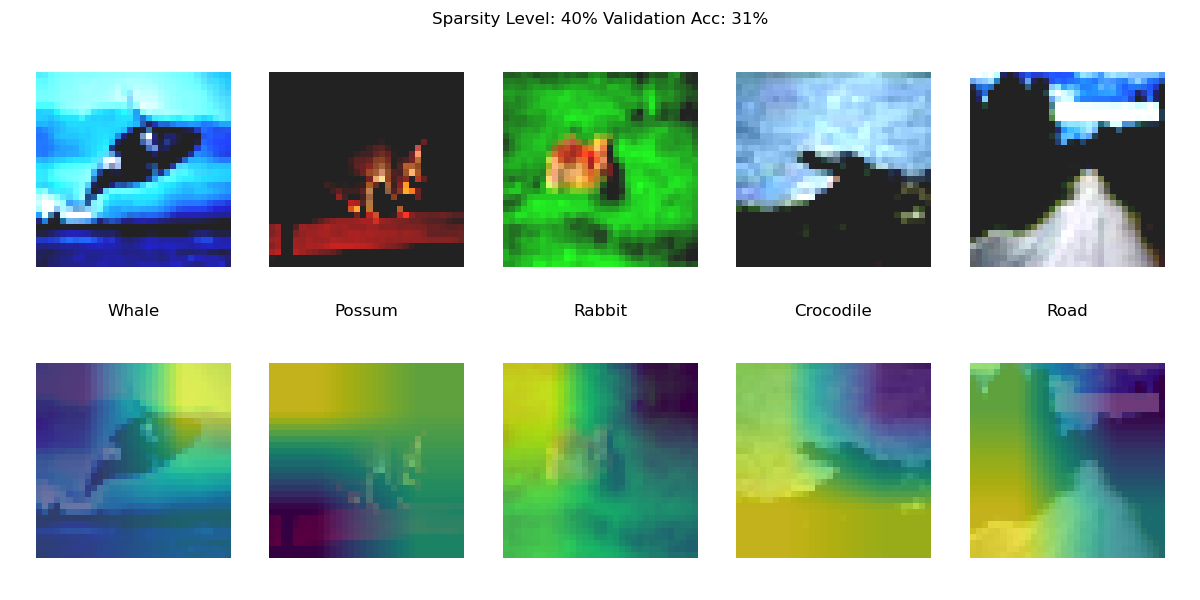 Sparsity Level: 40% Validation Acc: 31%
Whale
Possum
Rabbit
Crocodile
Road